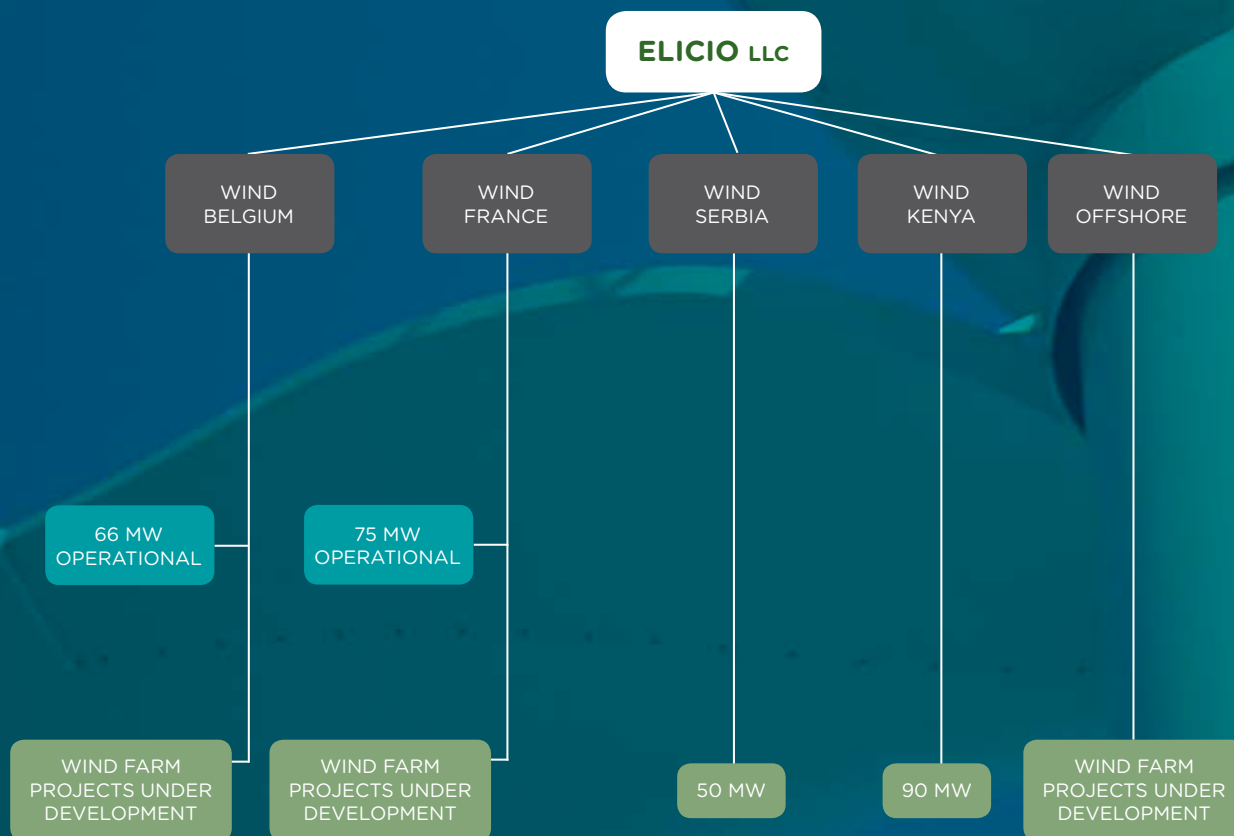 ELICIO LLC
WIND
BELGIUM
WIND
FRANCE
WIND
SERBIA
WIND
KENYA
WIND
OFFSHORE
66 MW
OPERATIONAL
75 MW
OPERATIONAL
WIND FARM
PROJECTS UNDER
DEVELOPMENT
WIND FARM
PROJECTS UNDER
DEVELOPMENT
50 MW
90 MW
WIND FARM
PROJECTS UNDER
DEVELOPMENT